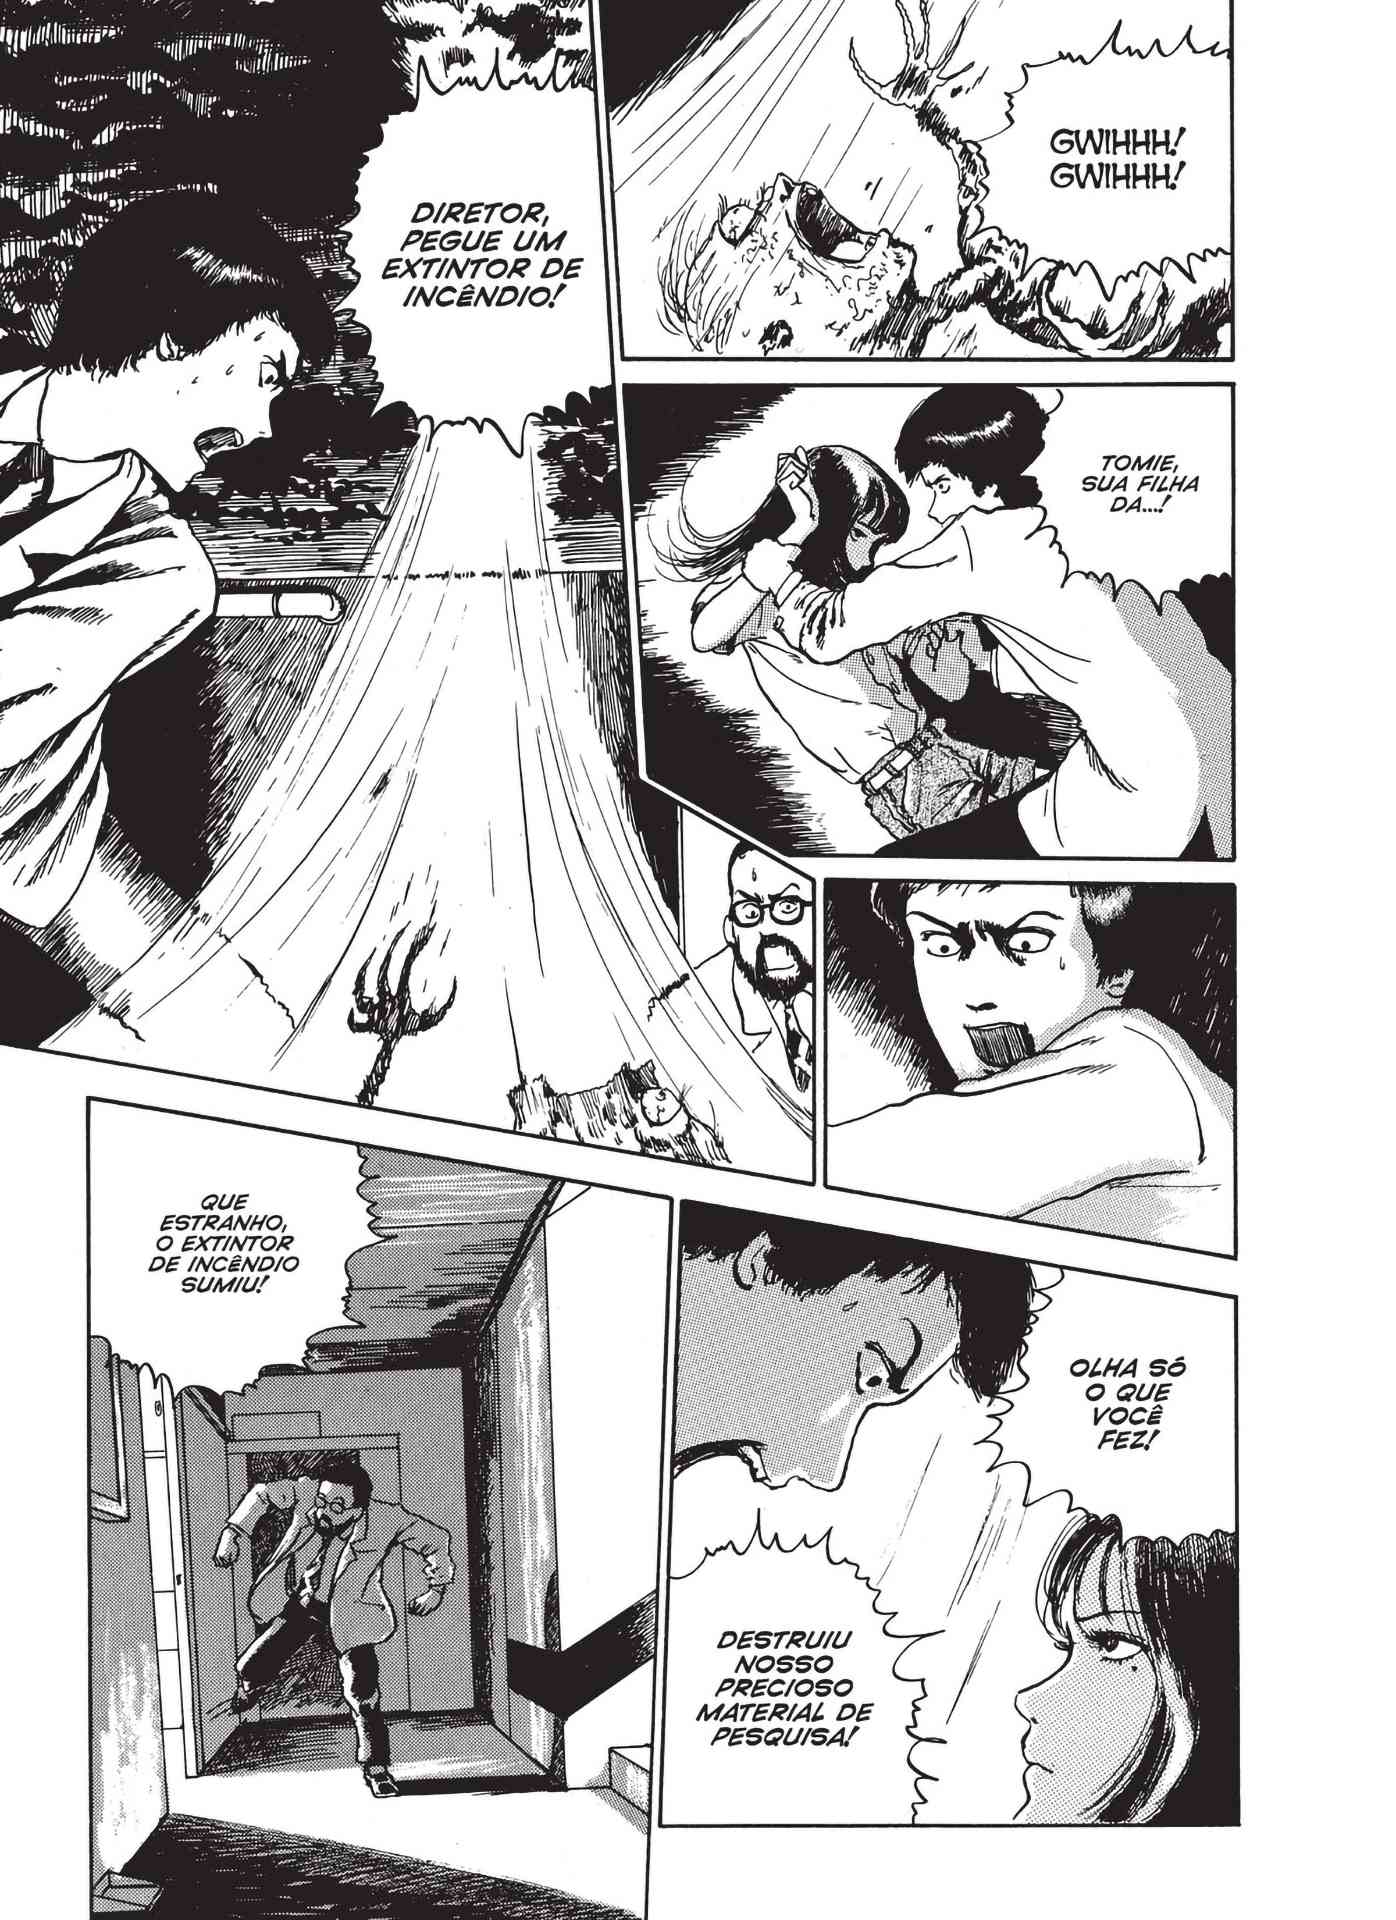 GWIHHH!
GWIHHH!
TOMIE,
SUA FILHA
DA...!
DIRETOR,
PEGUE UM
EXTINTOR DE
INCÊNDIO!
OLHA SÓ
O QUE
VOCÊ
FEZ!
DESTRUIU
NOSSO
PRECIOSO
MATERIAL DE
PESQUISA!
QUE
ESTRANHO,
O EXTINTOR
DE INCÊNDIO
SUMIU!